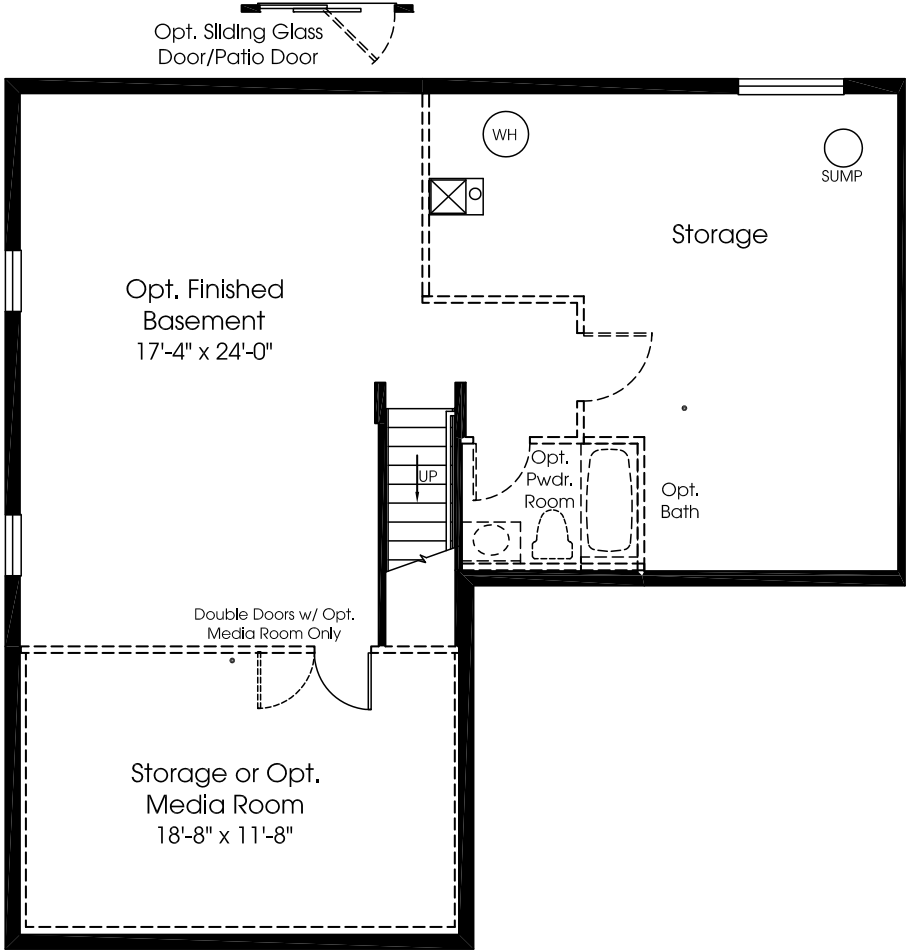 Opt. Sliding Glass
Door/Patio Door
WH
SUMP
Storage
Opt. Finished
Basement
17'-4" x 24'-0"
UP
Opt.
Pwdr.
Room
Opt.
Bath
Double Doors w/ Opt.
Media Room Only
Storage or Opt.
Media Room
18'-8" x 11'-8"